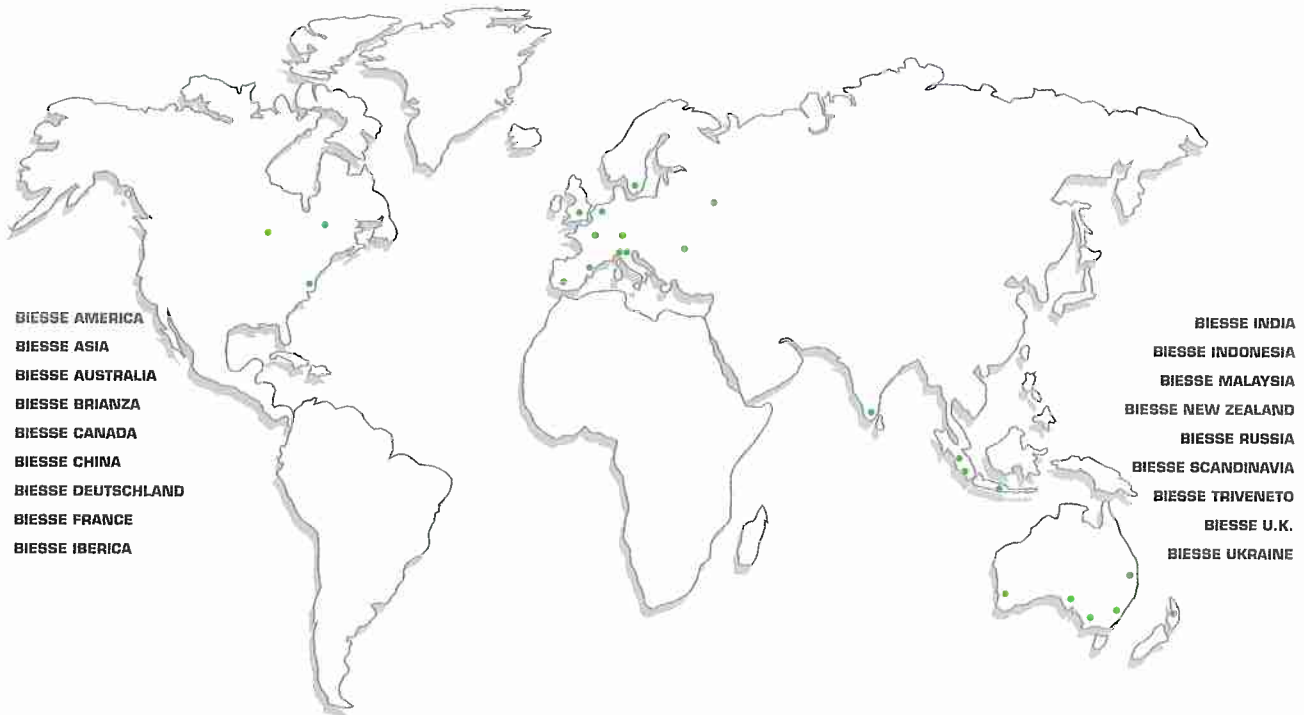 BIESSE AMERICA
BIESSE ASIA
BIESSE AUSTRALIA
BIESSE BRIANZA
BIESSE CANADA
BIESSE CHINA
BIESSE DEUTSCHLAND
BIESSE FRANCE
BIESSE IBERICA
BIESSE INDIA
BIESSE INDONESIA
BIESSE MALAYSIA
BIESSE NEW ZEALAND
BIESSE RUSSIA
BIESSE SCANDINAVIA
BIESSE TRIVENETO
BIESSE U.K.
BIESSE UKRAINE